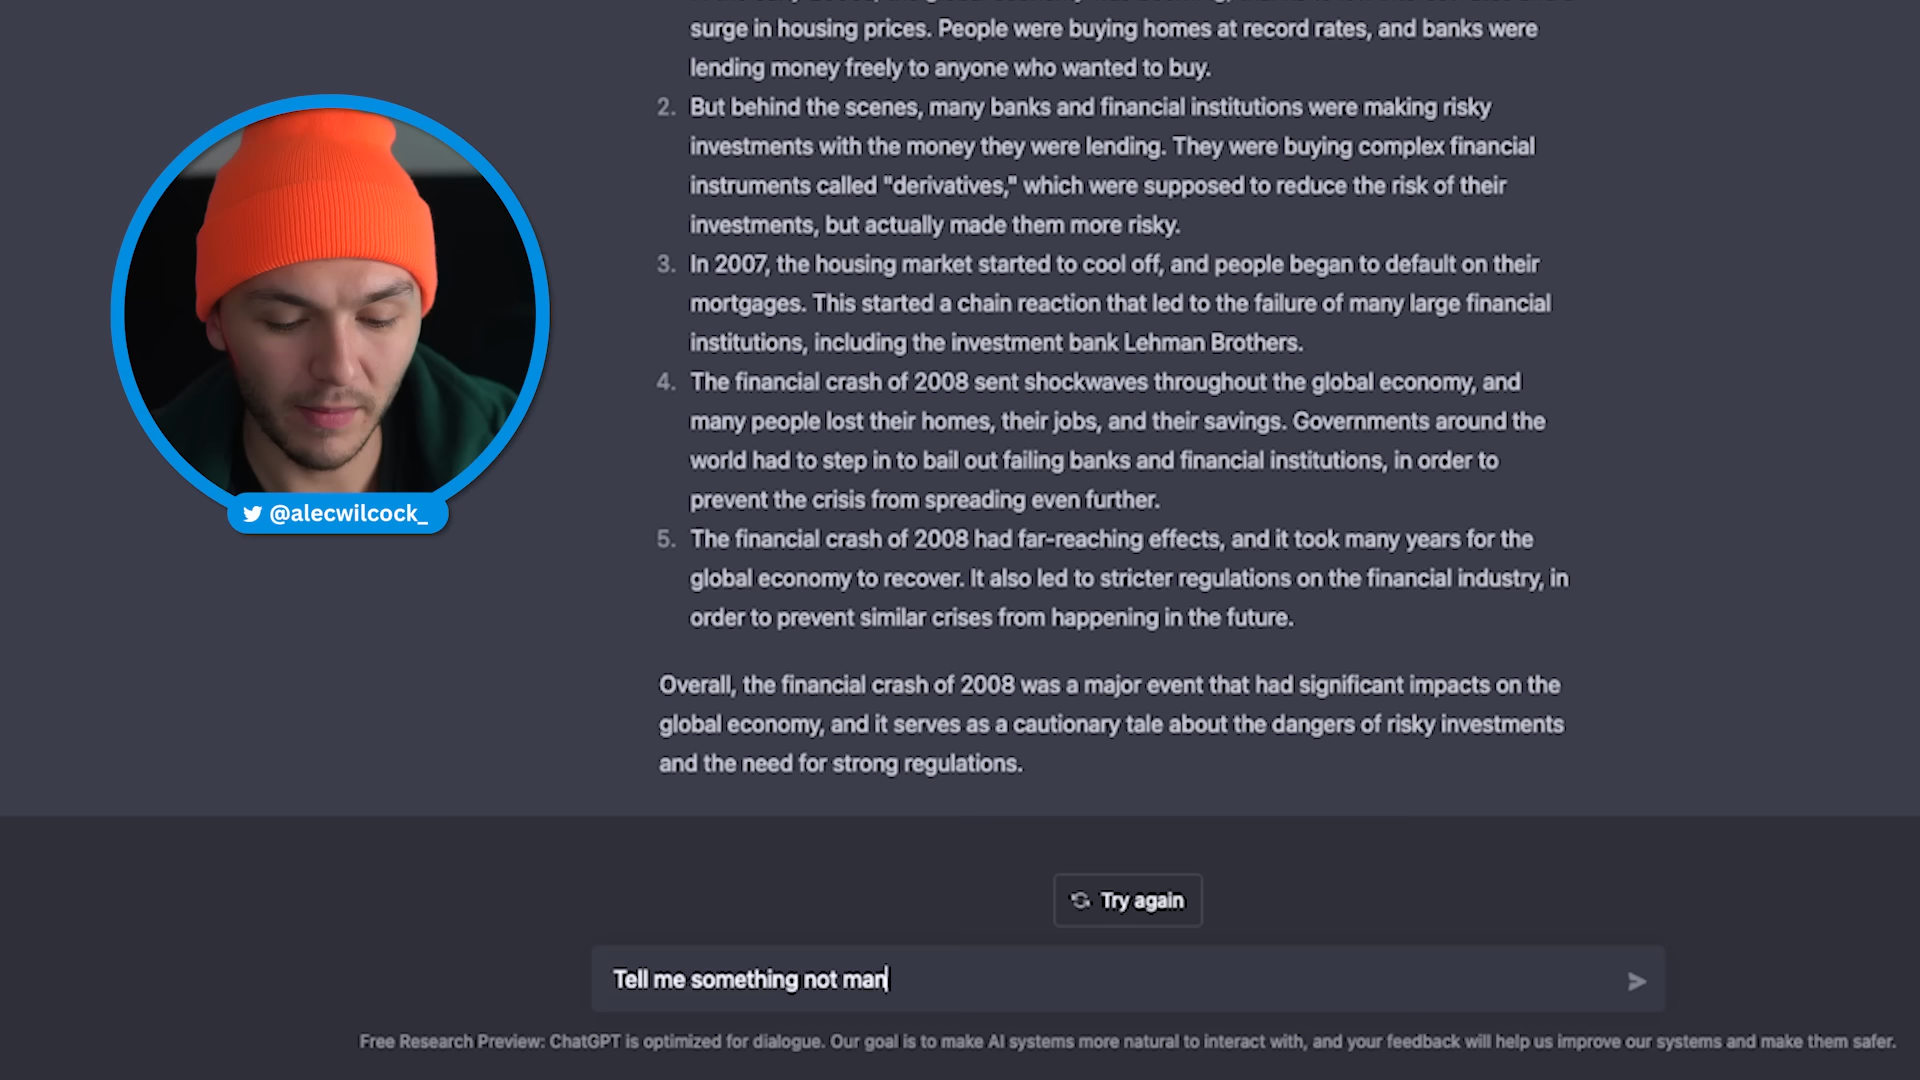 surge in housing prices. People were buying homes at record rates, and banks were
lending money freely to anyone who wanted to buy.
2. But behind the scenes, many banks and financial institutions were making risky
investments with the money they were lending. They were buying complex financial
instruments called "derivatives," which were supposed to reduce the risk of their
investments, but actually made them more risky.
3. In 2007, the housing market started to cool off, and people began to default on their
mortgages. This started a chain reaction that led to the failure of many large financial
institutions, including the investment bank Lehman Brothers.
4. The financial crash of 2008 sent shockwaves throughout the global economy, and
many people lost their homes, their jobs, and their savings. Governments around the
world had to step in to bail out failing banks and financial institutions, in order to
prevent the crisis from spreading even further.
@alecwilcock_
5. The financial crash of 2008 had far-reaching effects, and it took many years for the
global economy to recover. It also led to stricter regulations on the financial industry, in
order to prevent similar crises from happening in the future.
Overall, the financial crash of 2008 was a major event that had significant impacts on the
global economy, and it serves as a cautionary tale about the dangers of risky investments
and the need for strong regulations.
Try again
Tell me something not man
Free Research Preview: ChatGPT is optimized for dialogue. Our goal is to make AI systems more natural to interact with, and your feedback will help us improve our systems and make them safer.